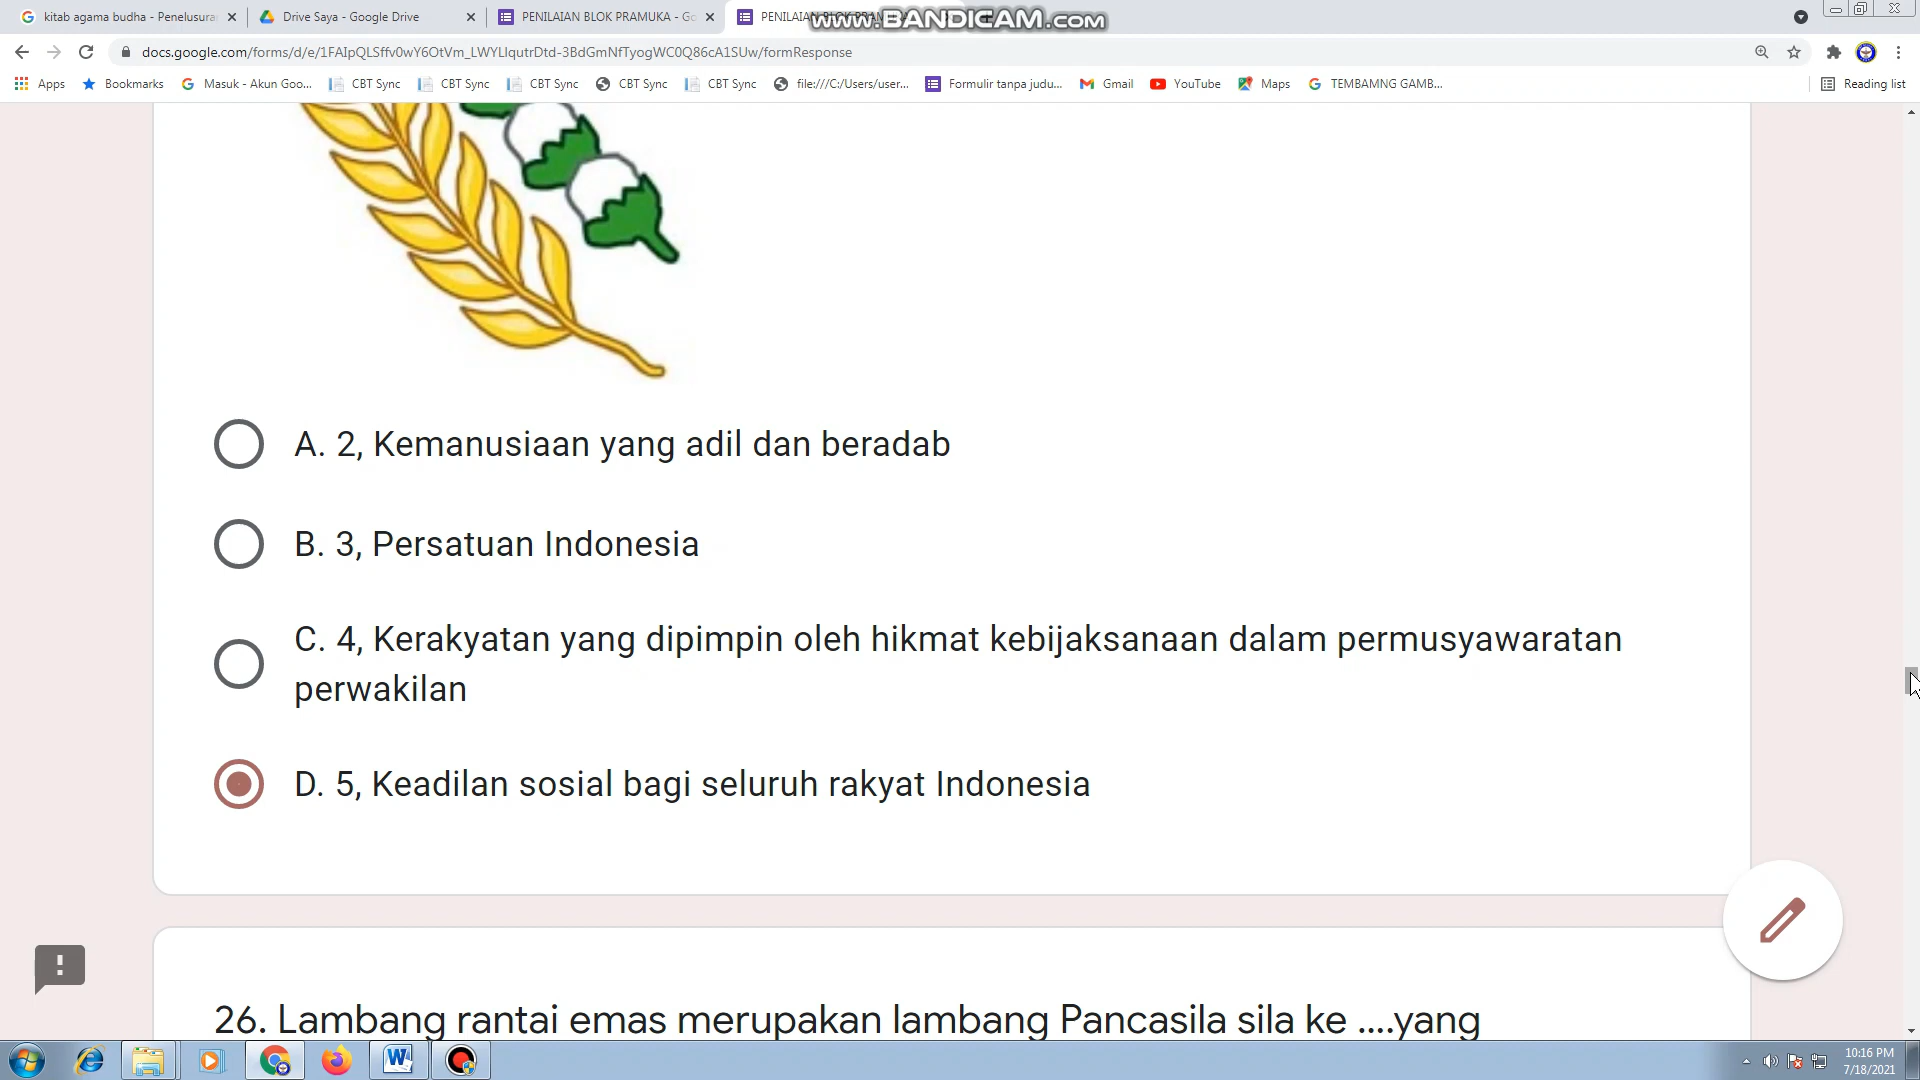 kitab agama budha - Penelusura
Drive Saya - Google Drive
PENILAIAN BLOK PRAMUKA - Go
PENILAIAN BLOK PRAMUKA
www.BANDICAM.com
docs.google.com/forms/d/e/1FAIpQLSffv0wY6OtVm_LWYLlqutrDtd-3BdGmNfTyogWC0Q86cA1SUw/formResponse
Apps
Bookmarks
Masuk - Akun Goo...
CBT Sync
CBT Sync
CBT Sync
CBT Sync
CBT Sync
file:///C:/Users/user...
Formulir tanpa judu...
Gmail
YouTube
Maps
TEMBAMNG GAMB...
Reading list
A. 2, Kemanusiaan yang adil dan beradab
B. 3, Persatuan Indonesia
C. 4, Kerakyatan yang dipimpin oleh hikmat kebijaksanaan dalam permusyawaratan
perwakilan
D. 5, Keadilan sosial bagi seluruh rakyat Indonesia
26. Lambang rantai emas merupakan lambang Pancasila sila ke ....yang
10:16 PM
7/18/2021